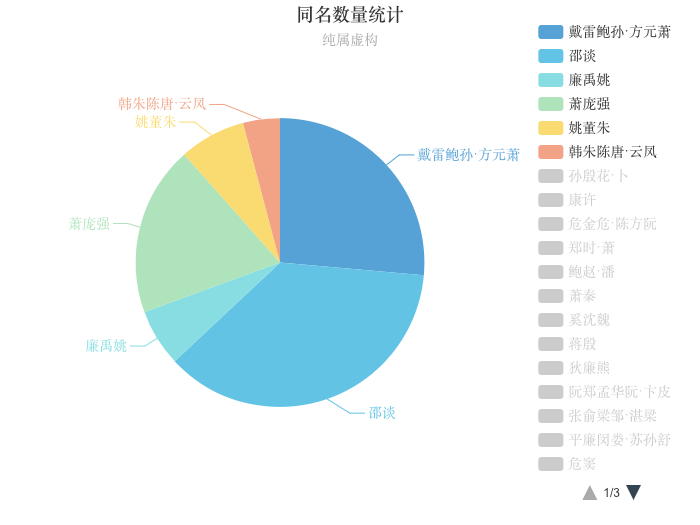 同名数量统计
纯属虚构
戴雷鲍孙·方元萧
邵谈
廉禹姚
萧庞强
姚董朱
韩朱陈唐·云凤
孙殷花·卜
康许
危金危·陈方阮
郑时·萧
鲍赵·潘
萧秦
奚沈魏
蒋殷
狄廉熊
阮郑孟华阮·卞皮
张俞梁邹·湛梁
平廉闵娄·苏孙舒
危窦
1/3
韩朱陈唐·云凤
姚董朱
戴雷鲍孙·方元萧
萧庞强
廉禹姚
邵谈